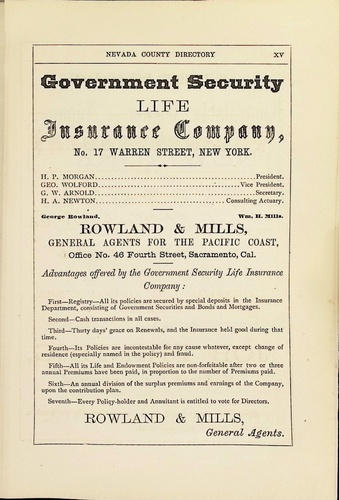 NEVADA COUNTY DIRECTORY XV
Government Security
LIFE
Insurance Company,
No. 17 WARREN STREET, NEW YORK.
H. P. MORGAN President.
GEO. WOLFORD Vice President.
G. W. ARNOLD Secretary.
H. A. NEWTON Consulting Actuary.
George Rowland. Wm. H. Mills.
ROWLAND & MILLS,
GENERAL AGENTS FOR THE PACIFIC COAST,
Office No. 46 Fourth Street, Sacramento, Cal.
Advantages offered by the Government Security Life Insurance
Company:
First—Registry—All its policies are secured by special deposits in the Insurance
Department, consisting of Government Securities and Bonds and Mortgages.
Second—Cash transactions in all cases.
Third—Thirty days' grace on Renewals, and the Insurance held good during that
time.
Fourth—Its Policies are incontestable for any cause whatever, except change of
residence (especially named in the policy) and fraud.
Fifth—All its Life and Endowment Policies are non-forfeitable after two or three
annual Premiums have been paid, in proportion to the number of Premiums paid.
Sixth—An annual division of the surplus premiums and earnings of the Company,
upon the contribution plan.
Seventh—Every Policy-holder and Annuitant is entitled to vote for Directors.
ROWLAND & MILLS,
General Agents.